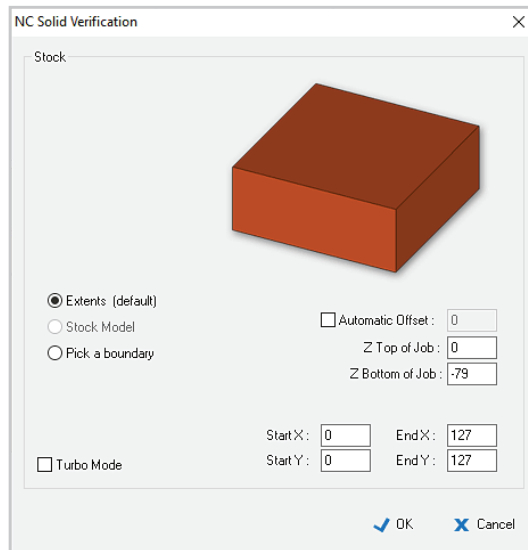 NC Solid Verification
Stock
Extents (default)
Stock Model
Pick a boundary
Automatic Offset : 0
Z Top of Job : 0
Z Bottom of Job : -79
Start X : 0 End X : 127
Start Y : 0 End Y : 127
Turbo Mode
OK Cancel